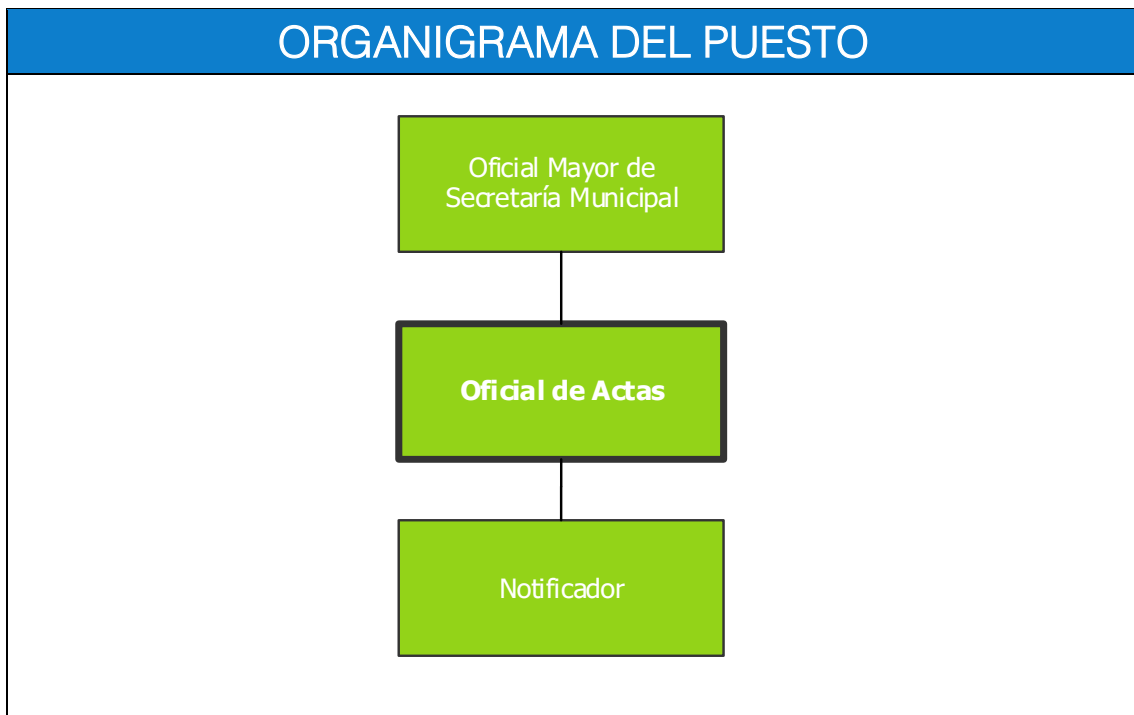 ORGANIGRAMA DEL PUESTO
Oficial Mayor de
Secretaría Municipal
Oficial de Actas
Notificador